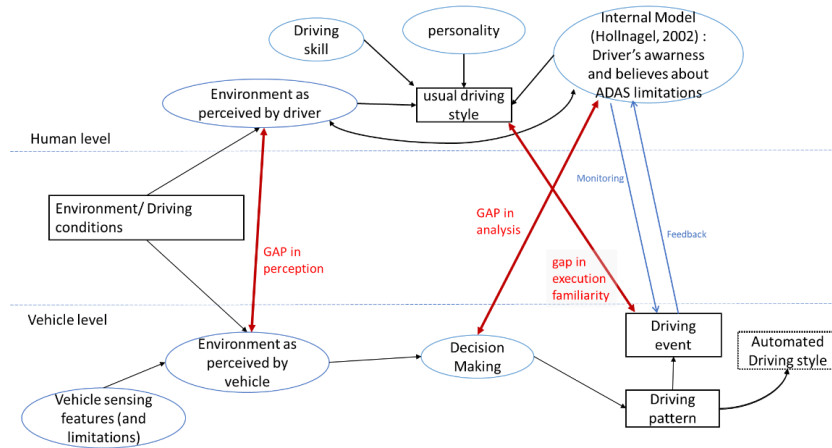 Driving
skill
personality
Internal Model
(Hollnagel, 2002) :
Driver's awarness
and believes about
ADAS limitations
Environment as
perceived by driver
usual driving
style
Human level
Environment/ Driving
conditions
GAP in
perception
GAP in
analysis
gap in
execution
familiarity
Monitoring
Feedback
Vehicle level
Environment as
perceived by
vehicle
Decision
Making
Driving
event
Automated
Driving style
Vehicle sensing
features (and
limitations)
Driving
pattern